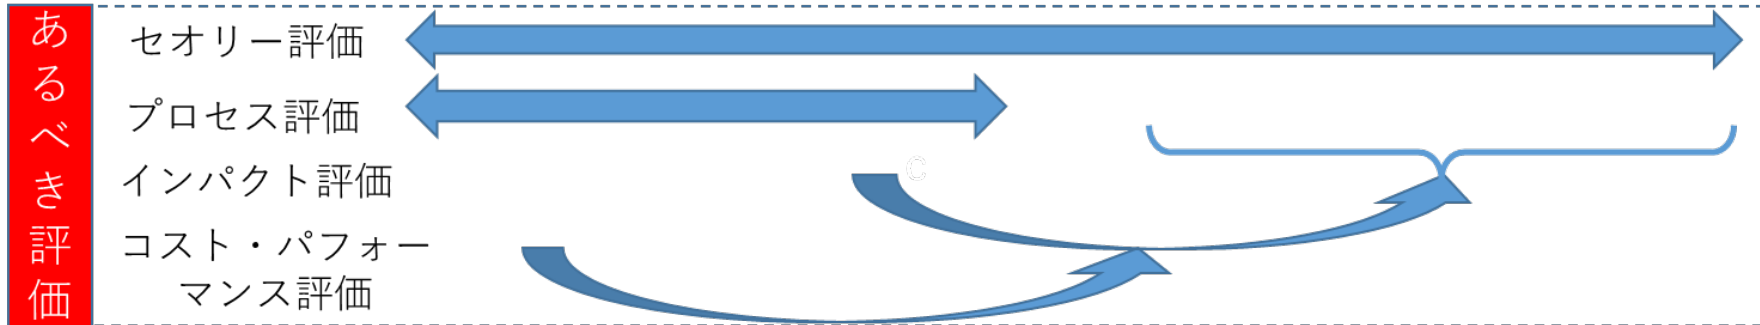 あるべき評価
セオリー評価
プロセス評価
インパクト評価
C
コスト・パフォー
マンス評価